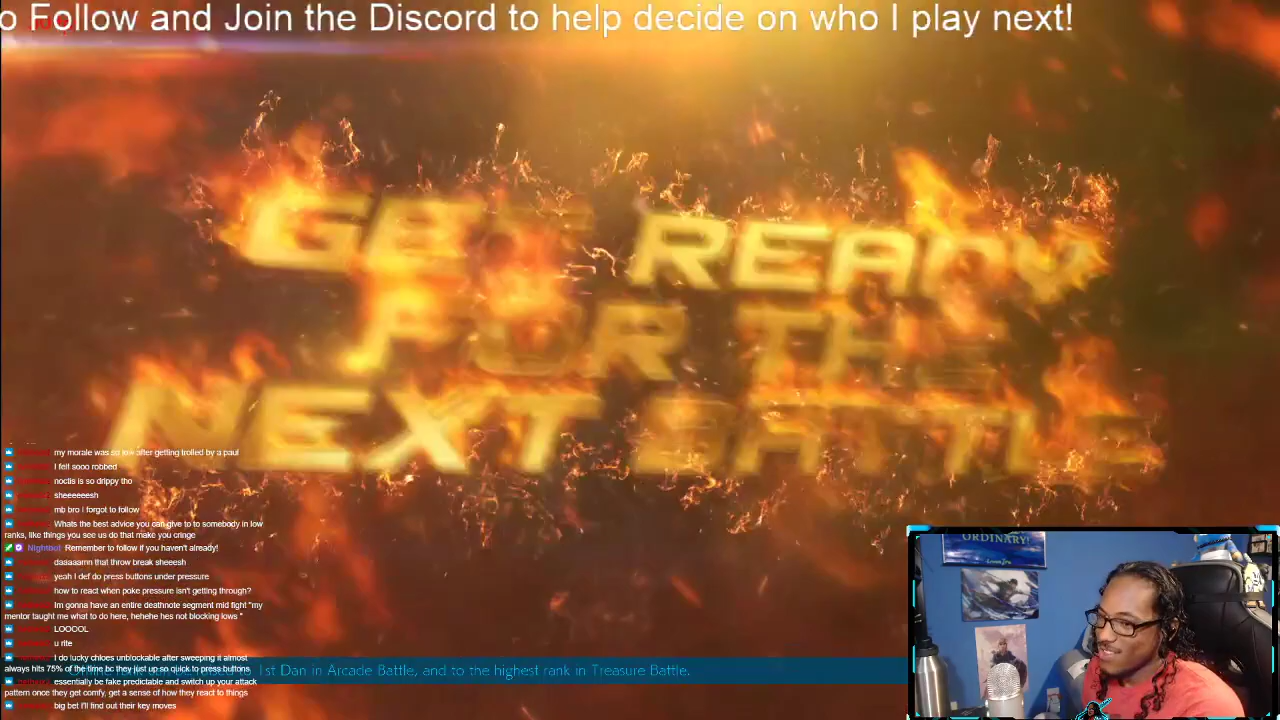 o Follow and Join the Discord to help decide on who I play next!
GET READY
FOR THE
NEXT BATTLE
my morale was so low after getting trolled by a paul
I fell sooo robbed
noctis is so drippy tho
sheeeeeesh
mb bro I forgot to follow
Whats the best advice you can give to to somebody in low
ranks, like things you see us do that make you cringe
Nightbot: Remember to follow if you haven't already!
daaaaamn that throw break sheeesh
yeah I def do press buttons under pressure
how to react when poke pressure isn't getting through?
Im gonna have an entire deathnote segment mid fight "my
mentor taught me what to do here, hehehe hes not blocking lows "
LOOOOL
u rite
I do lucky chloes unblockable after sweeping it almost
always hits 75% of the time bc they just up so quick to press buttons
1st Dan in Arcade Battle, and to the highest rank in Treasure Battle.
essentially be fake predictable and switch up your attack
pattern once they get comfy, get a sense of how they react to things
big bet I'll find out their key moves
ORDINARY!